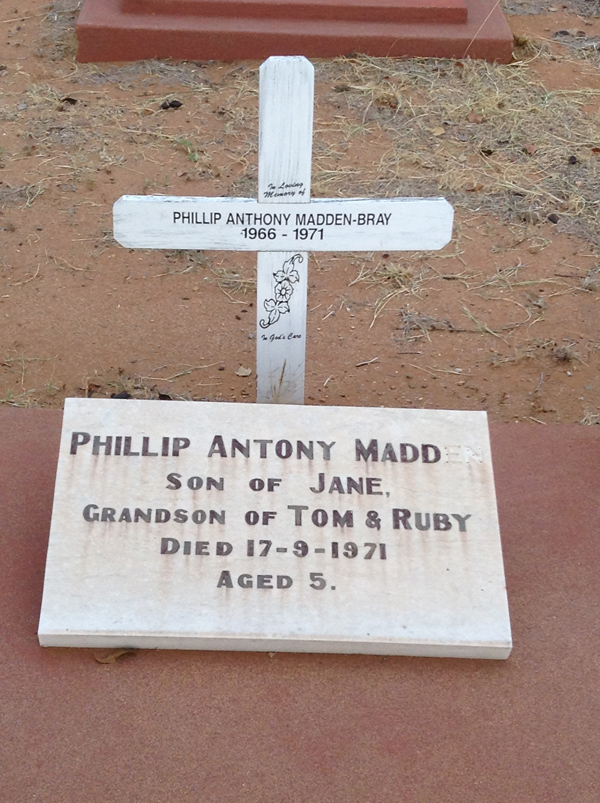 In Loving
Memory of
PHILLIP ANTHONY MADDEN-BRAY
1966 - 1971
In God's Care
PHILLIP ANTONY MADDEN
SON OF JANE,
GRANDSON OF TOM & RUBY
DIED 17-9-1971
AGED 5.